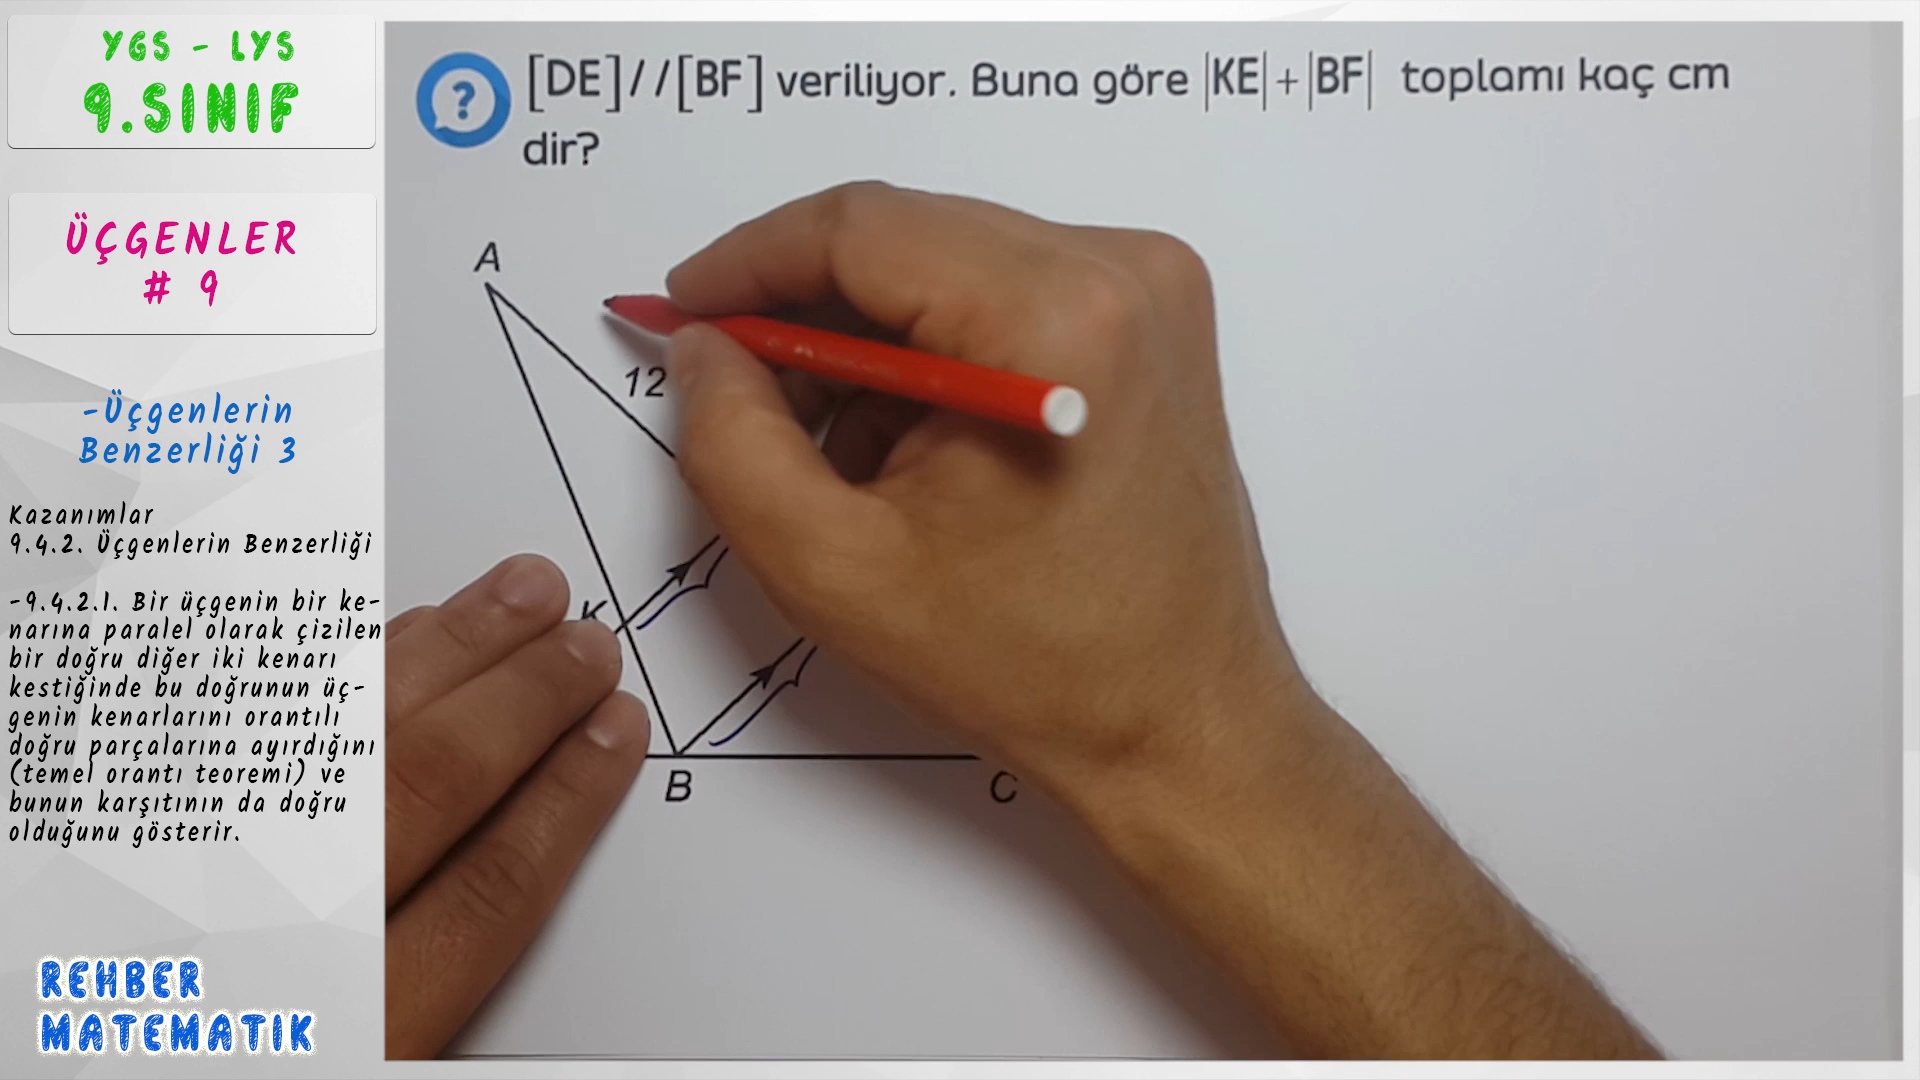 YGS - LYS
9.SINIF
ÜÇGENLER
# 9
-Üçgenlerin
Benzerliği 3
Kazanımlar
9.4.2. Üçgenlerin Benzerliği
-9.4.2.1. Bir üçgenin bir ke-
narına paralel olarak çizilen
bir doğru diğer iki kenarı
kestiğinde bu doğrunun üç-
genin kenarlarını orantılı
doğru parçalarına ayırdığını
(temel orantı teoremi) ve
bunun karşıtının da doğru
olduğunu gösterir.
REHBER
MATEMATIK
?
[DE]//[BF] veriliyor. Buna göre |KE|+|BF| toplamı kaç cm
dir?
A
12
K
B
C